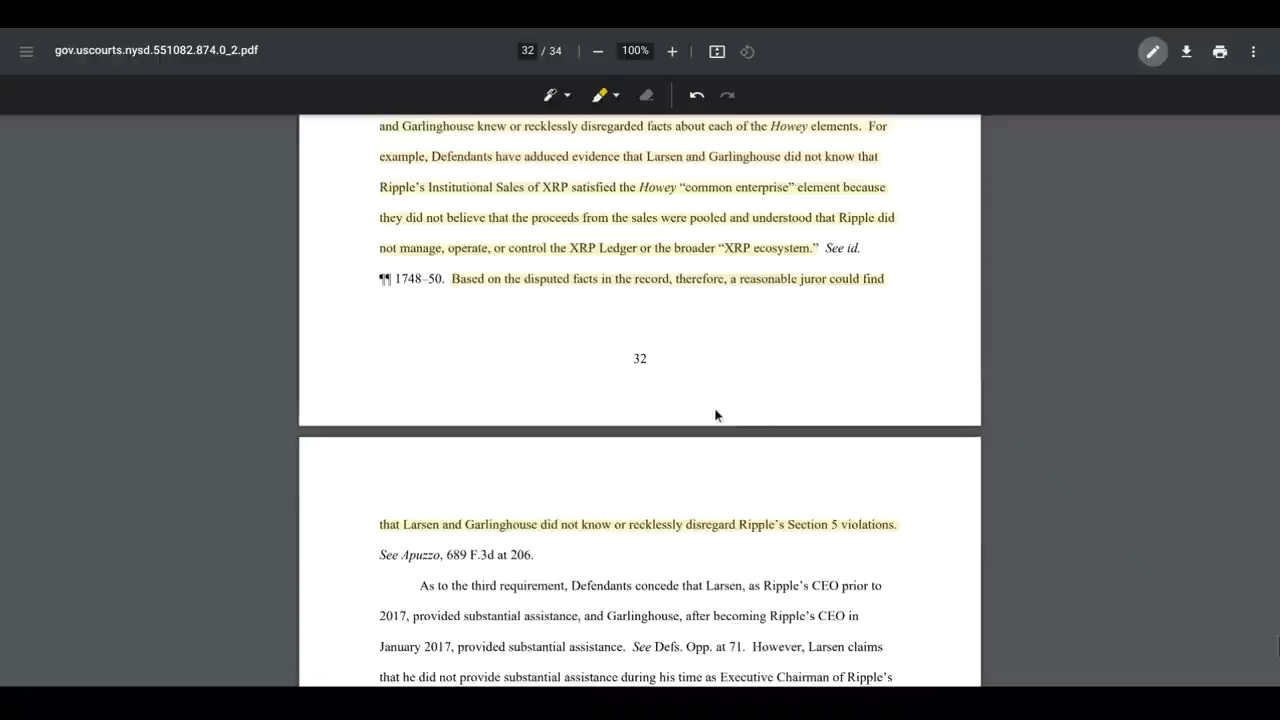 gov.uscourts.nysd.551082.874.0_2.pdf
32 / 34
100%
and Garlinghouse knew or recklessly disregarded facts about each of the Howey elements. For
example, Defendants have adduced evidence that Larsen and Garlinghouse did not know that
Ripple's Institutional Sales of XRP satisfied the Howey “common enterprise” element because
they did not believe that the proceeds from the sales were pooled and understood that Ripple did
not manage, operate, or control the XRP Ledger or the broader “XRP ecosystem.” See id.
¶¶ 1748–50. Based on the disputed facts in the record, therefore, a reasonable juror could find
32
that Larsen and Garlinghouse did not know or recklessly disregard Ripple's Section 5 violations.
See Apuzzo, 689 F.3d at 206.
As to the third requirement, Defendants concede that Larsen, as Ripple's CEO prior to
2017, provided substantial assistance, and Garlinghouse, after becoming Ripple's CEO in
January 2017, provided substantial assistance. See Defs. Opp. at 71. However, Larsen claims
that he did not provide substantial assistance during his time as Executive Chairman of Ripple's